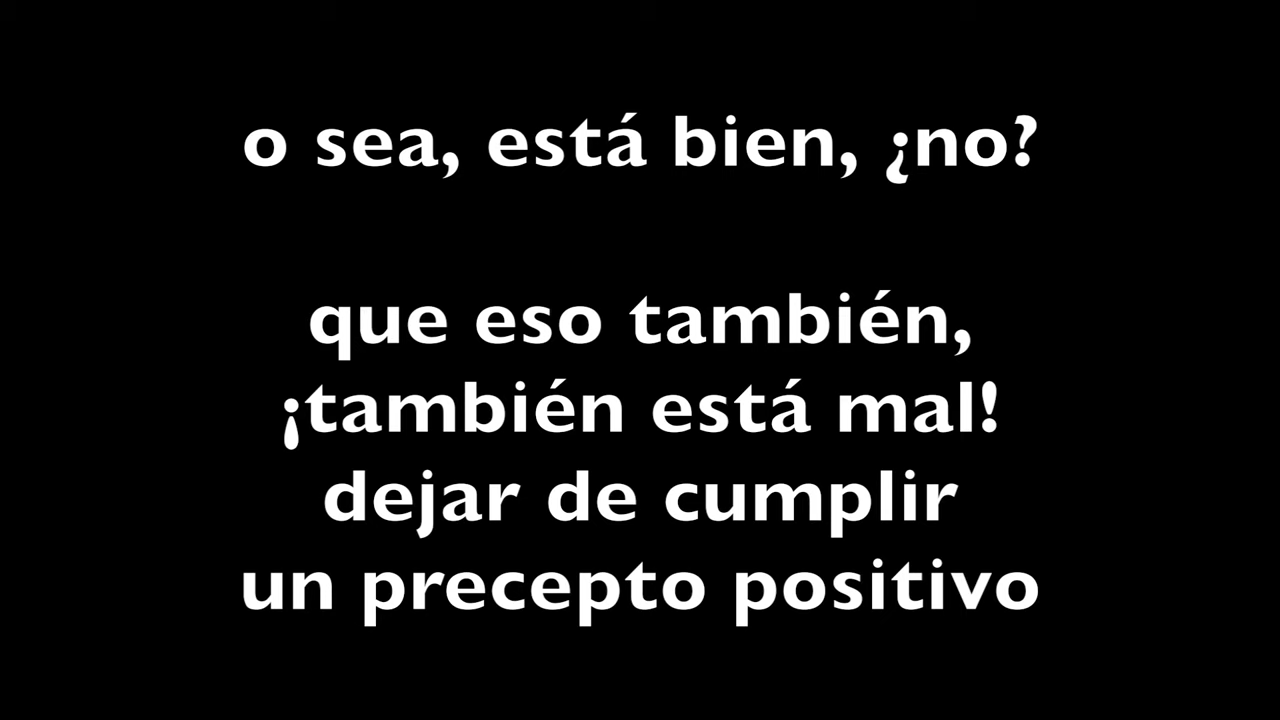 o sea, está bien, ¿no?
que eso también,
¡también está mal!
dejar de cumplir
un precepto positivo